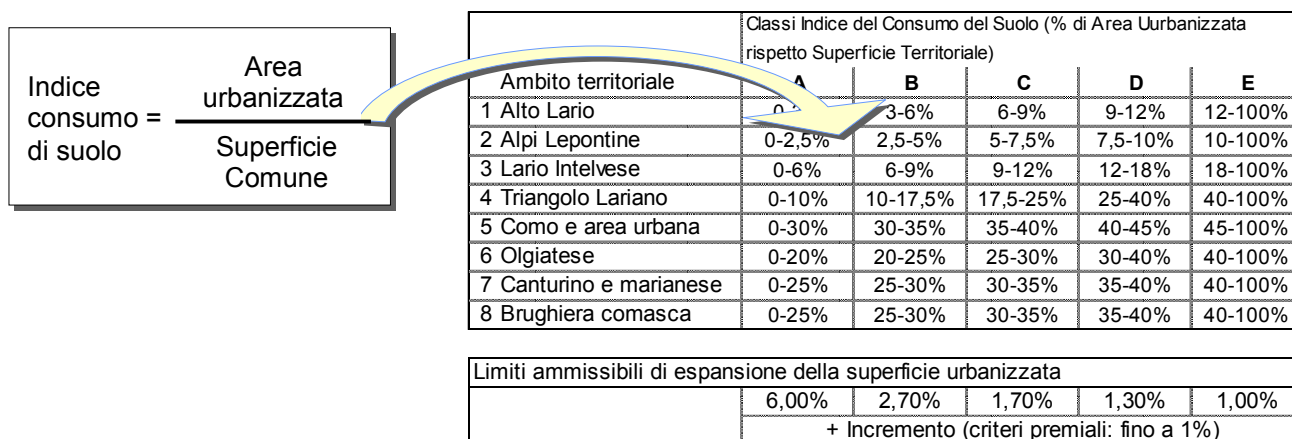 Indice
consumo =
di suolo
Area
urbanizzata
Superficie
Comune
Classi Indice del Consumo del Suolo (% di Area Uurbanizzata
rispetto Superficie Territoriale)
Ambito territoriale A B C D E
1 Alto Lario 3-6% 6-9% 9-12% 12-100%
2 Alpi Lepontine 0-2,5% 2,5-5% 5-7,5% 7,5-10% 10-100%
3 Lario Intelvese 0-6% 6-9% 9-12% 12-18% 18-100%
4 Triangolo Lariano 0-10% 10-17,5% 17,5-25% 25-40% 40-100%
5 Como e area urbana 0-30% 30-35% 35-40% 40-45% 45-100%
6 Olgiatese 0-20% 20-25% 25-30% 30-40% 40-100%
7 Canturino e marianese 0-25% 25-30% 30-35% 35-40% 40-100%
8 Brughiera comasca 0-25% 25-30% 30-35% 35-40% 40-100%
Limiti ammissibili di espansione della superficie urbanizzata
6,00% 2,70% 1,70% 1,30% 1,00%
+ Incremento (criteri premiali: fino a 1%)